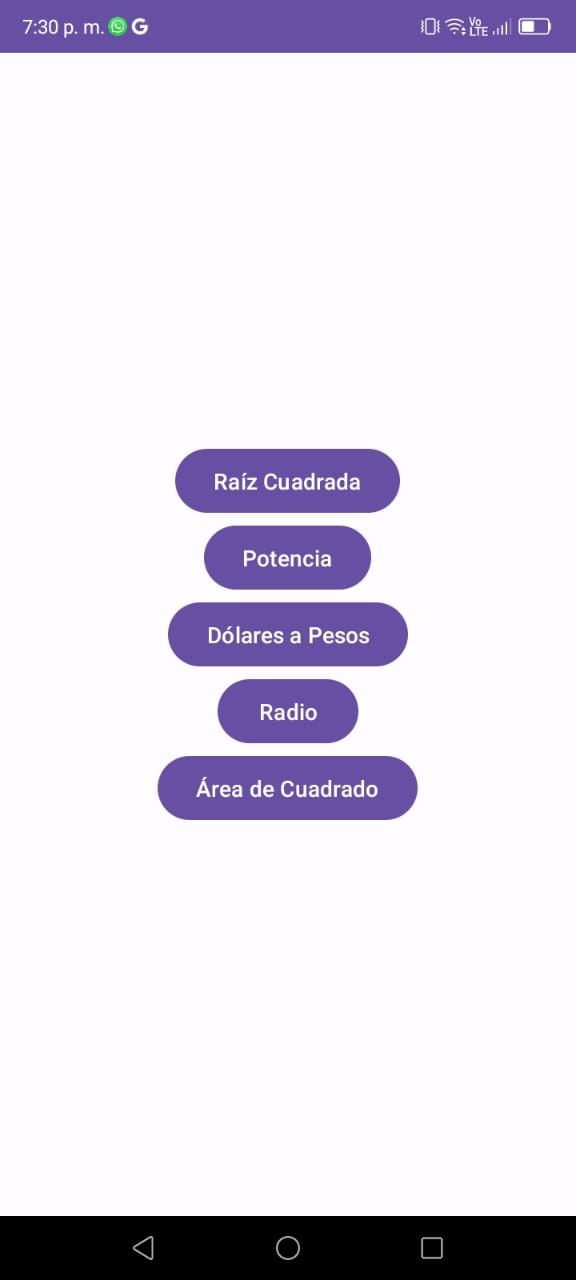 7:30 p. m.
Vo
LTE
Raíz Cuadrada
Potencia
Dólares a Pesos
Radio
Área de Cuadrado